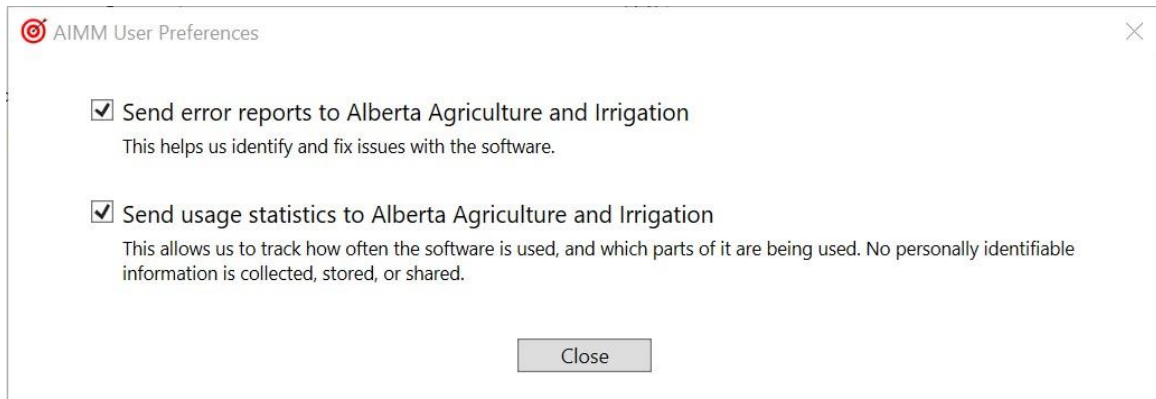 AIMM User Preferences
Send error reports to Alberta Agriculture and Irrigation
This helps us identify and fix issues with the software.
Send usage statistics to Alberta Agriculture and Irrigation
This allows us to track how often the software is used, and which parts of it are being used. No personally identifiable
information is collected, stored, or shared.
Close